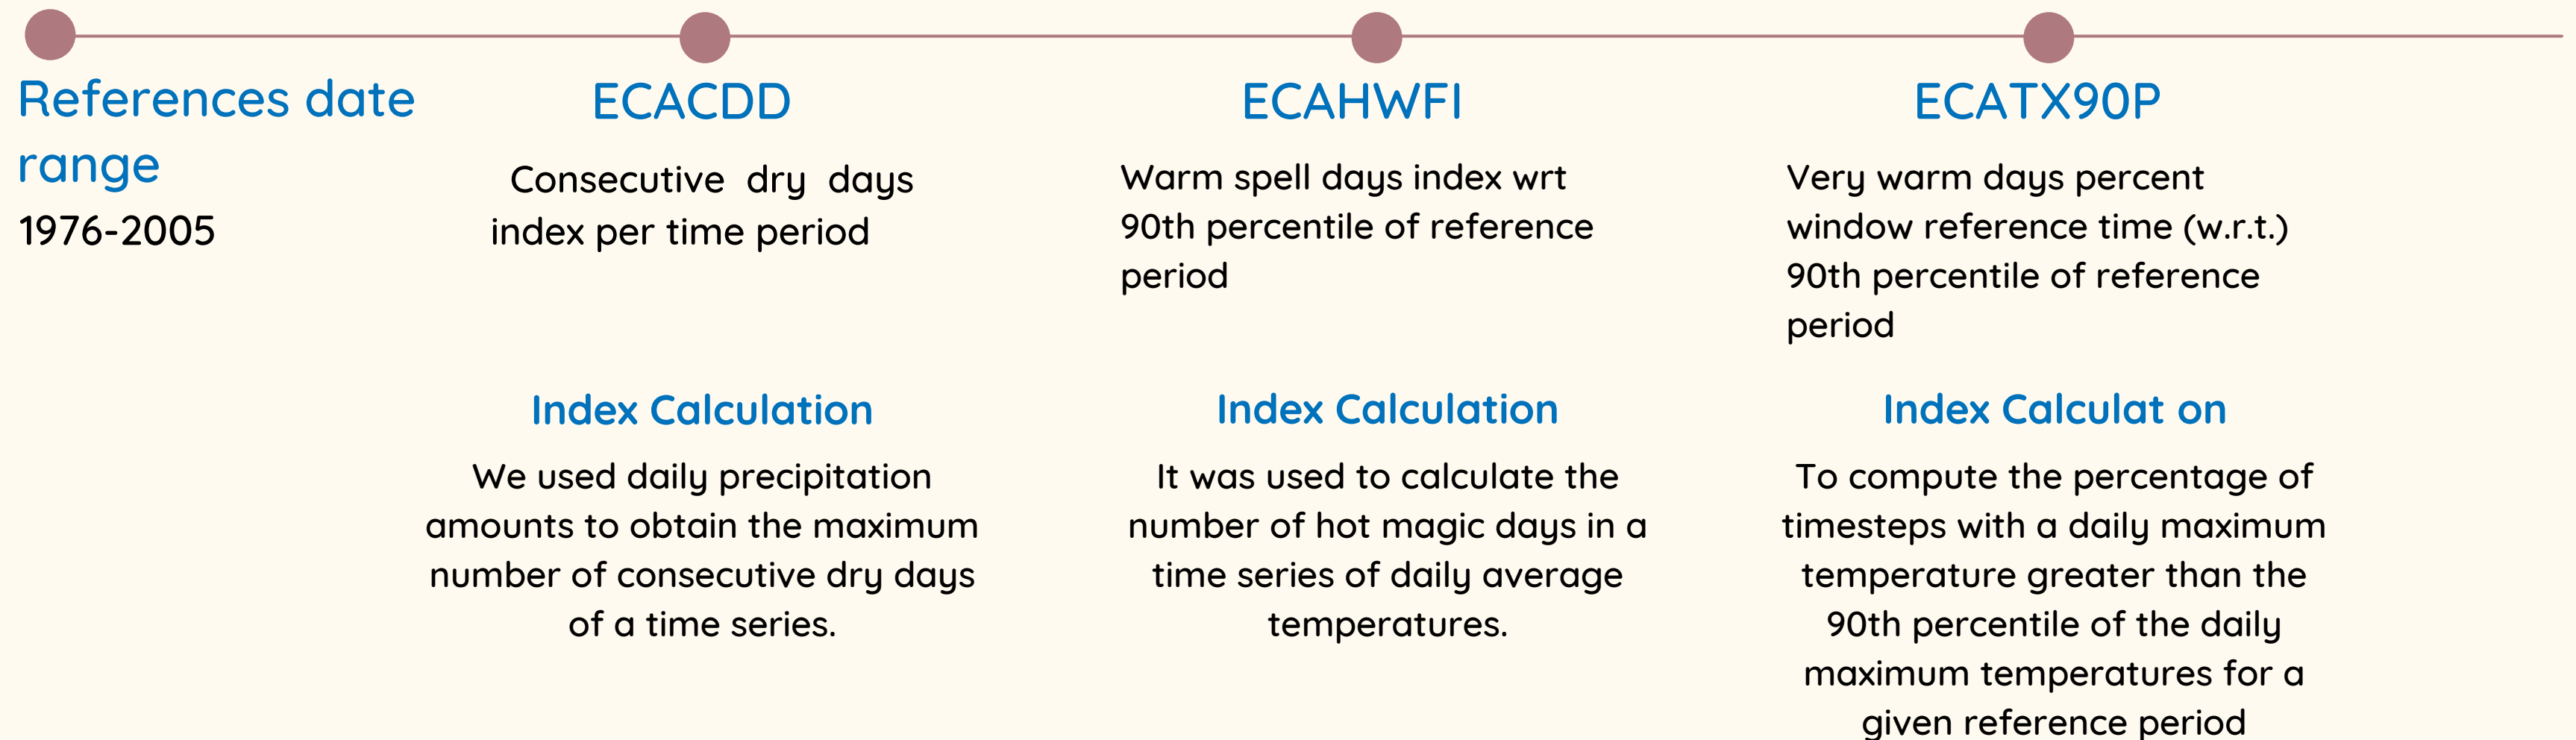 References date
range
1976-2005
ECACDD
Consecutive dry days
index per time period
Index Calculation
We used daily precipitation
amounts to obtain the maximum
number of consecutive dry days
of a time series.
ECAHWFI
Warm spell days index wrt
90th percentile of reference
period
Index Calculation
It was used to calculate the
number of hot magic days in a
time series of daily average
temperatures.
ECATX90P
Very warm days percent
window reference time (w.r.t.)
90th percentile of reference
period
Index Calculat on
To compute the percentage of
timesteps with a daily maximum
temperature greater than the
90th percentile of the daily
maximum temperatures for a
given reference period